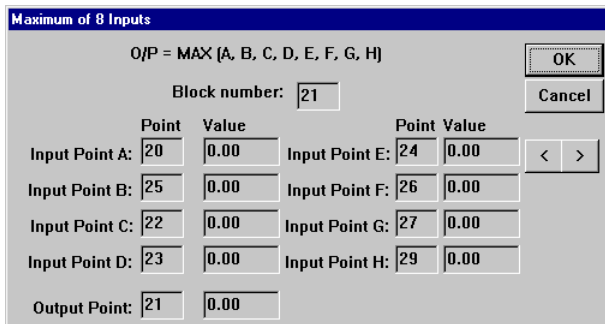 Maximum of 8 Inputs
O/P = MAX (A, B, C, D, E, F, G, H)
OK
Block number: 21
Cancel
Point Value Point Value
Input Point A: 20 0.00 Input Point E: 24 0.00
< >
Input Point B: 25 0.00 Input Point F: 26 0.00
Input Point C: 22 0.00 Input Point G: 27 0.00
Input Point D: 23 0.00 Input Point H: 29 0.00
Output Point: 21 0.00